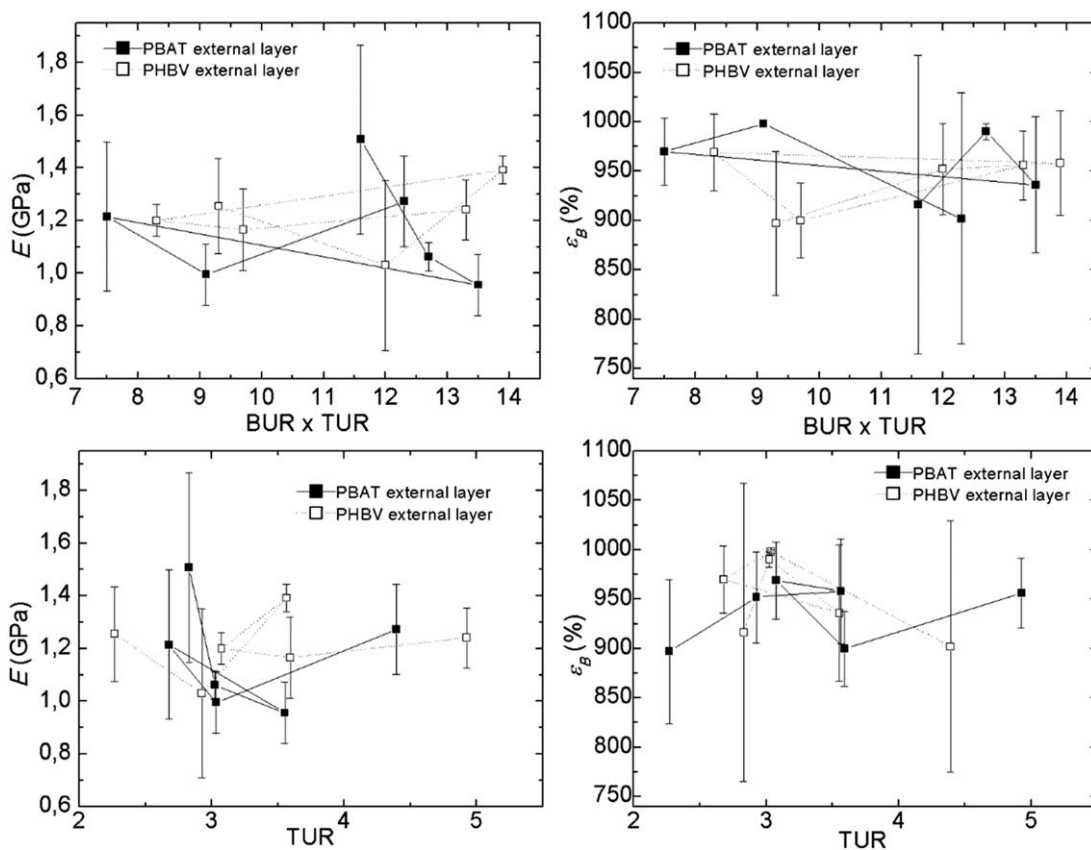 PBAT external layer
PHBV external layer
E (GPa)
1,8
1,6
1,4
1,2
1,0
0,8
0,6
7 8 9 10 11 12 13 14
BUR x TUR
PBAT external layer
PHBV external layer
εB (%)
1100
1050
1000
950
900
850
800
750
7 8 9 10 11 12 13 14
BUR x TUR
PBAT external layer
PHBV external layer
E (GPa)
1,8
1,6
1,4
1,2
1,0
0,8
0,6
2 3 4 5
TUR
PBAT external layer
PHBV external layer
εB (%)
1100
1050
1000
950
900
850
800
750
2 3 4 5
TUR